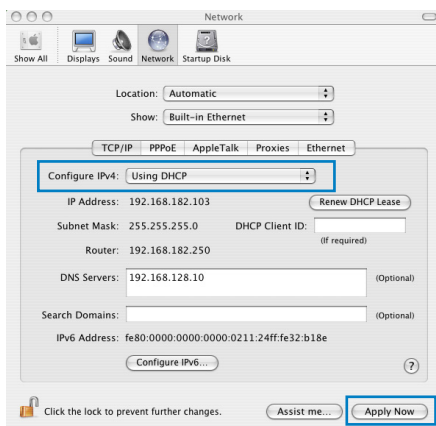 Network
Show All Displays Sound Network Startup Disk
Location: Automatic
Show: Built-in Ethernet
TCP/IP PPPoE AppleTalk Proxies Ethernet
Configure IPv4: Using DHCP
IP Address: 192.168.182.103 Renew DHCP Lease
Subnet Mask: 255.255.255.0 DHCP Client ID:
(If required)
Router: 192.168.182.250
DNS Servers: 192.168.128.10 (Optional)
Search Domains: (Optional)
IPv6 Address: fe80:0000:0000:0000:0211:24ff:fe32:b18e
Configure IPv6... ?
Click the lock to prevent further changes. Assist me... Apply Now